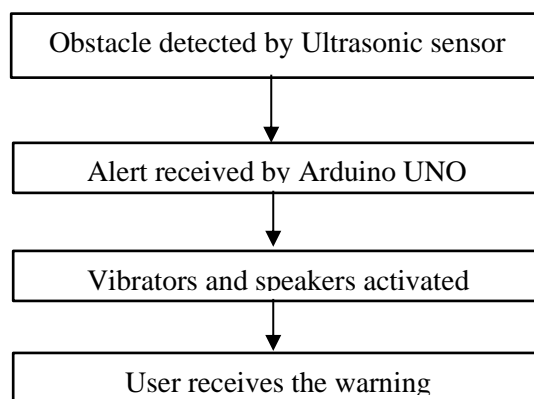 Obstacle detected by Ultrasonic sensor
Alert received by Arduino UNO
Vibrators and speakers activated
User receives the warning